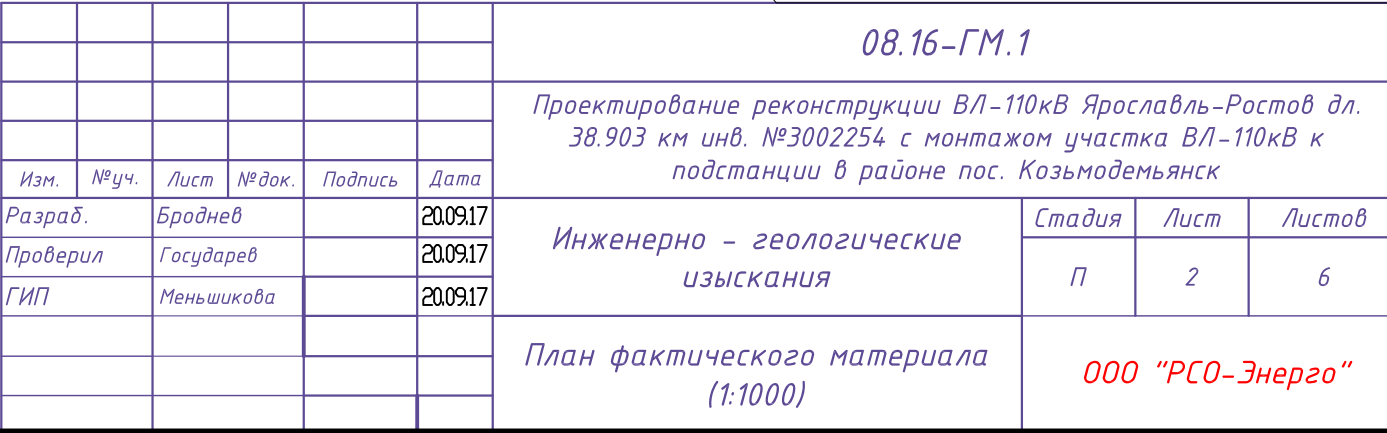 08.16-ГМ.1
Проектирование реконструкции ВЛ-110кВ Ярославль-Ростов дл.
38.903 км инв. №3002254 с монтажом участка ВЛ-110кВ к
подстанции в районе пос. Козьмодемьянск
Изм. №уч. Лист №док. Подпись Дата
Разраб. Броднев 20.09.17
Проверил Государев 20.09.17
ГИП Меньшикова 20.09.17
Инженерно - геологические
изыскания
Стадия Лист Листов
П 2 6
План фактического материала
(1:1000)
ООО "РСО-Энерго"